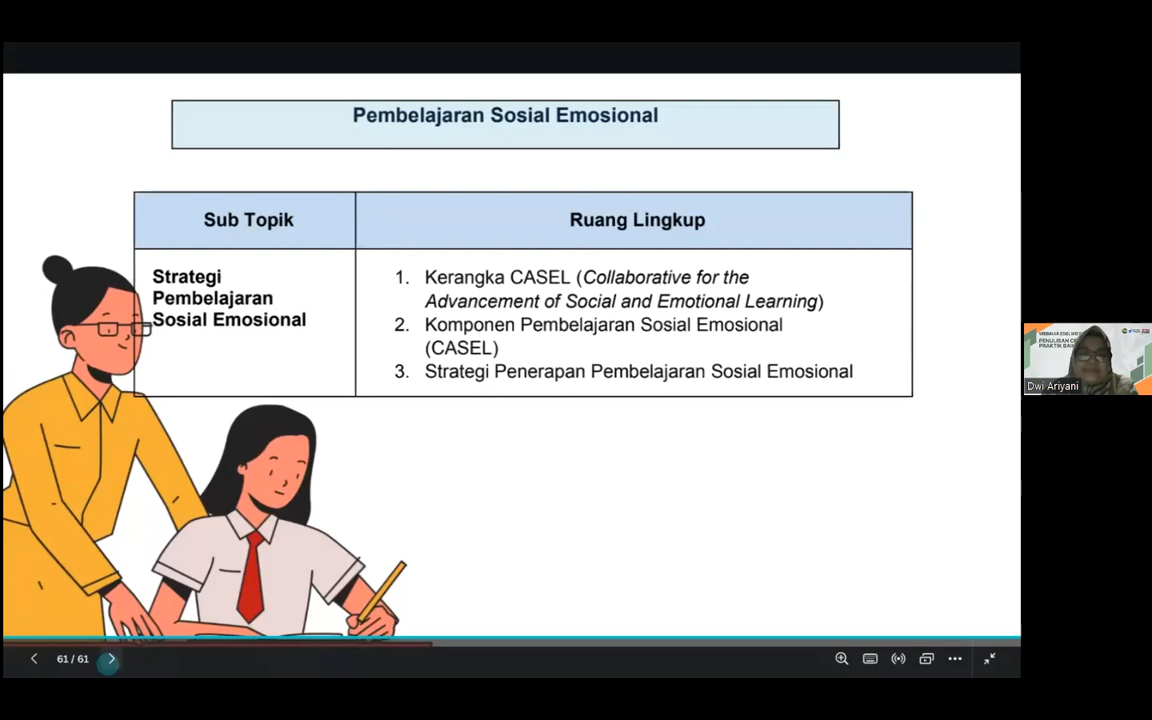 Pembelajaran Sosial Emosional
Sub Topik
Ruang Lingkup
Strategi
Pembelajaran
Sosial Emosional
1. Kerangka CASEL (Collaborative for the
Advancement of Social and Emotional Learning)
2. Komponen Pembelajaran Sosial Emosional
(CASEL)
3. Strategi Penerapan Pembelajaran Sosial Emosional
PENULISAN
PRAKTIK
Dwi Ariyani
61 / 61